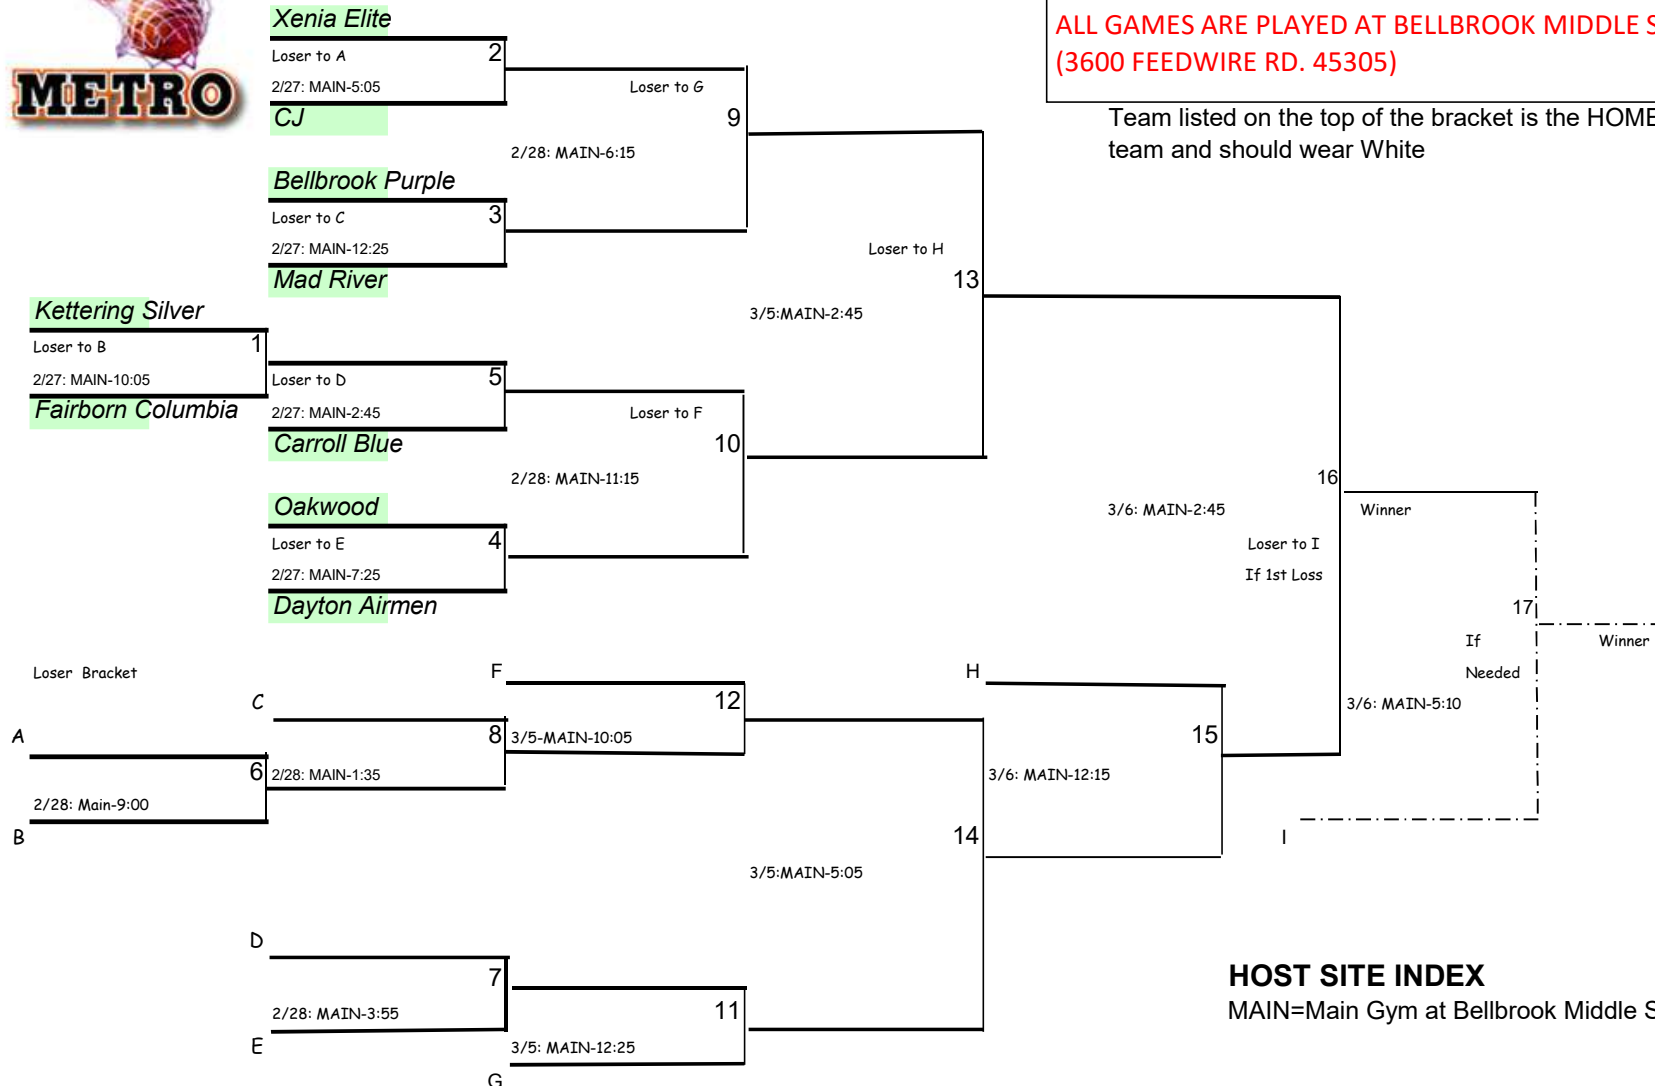 METRO
ALL GAMES ARE PLAYED AT BELLBROOK MIDDLE S
(3600 FEEDWIRE RD. 45305)
Team listed on the top of the bracket is the HOME
team and should wear White
Xenia Elite
Loser to A
2
2/27: MAIN-5:05
CJ
Loser to G
9
2/28: MAIN-6:15
Bellbrook Purple
Loser to C
3
2/27: MAIN-12:25
Mad River
Loser to H
13
3/5:MAIN-2:45
Kettering Silver
Loser to B
1
2/27: MAIN-10:05
Fairborn Columbia
Loser to D
5
2/27: MAIN-2:45
Carroll Blue
Loser to F
10
2/28: MAIN-11:15
Oakwood
Loser to E
4
2/27: MAIN-7:25
Dayton Airmen
16
3/6: MAIN-2:45
Winner
Loser to I
If 1st Loss
17
If
Needed
Winner
3/6: MAIN-5:10
I
Loser Bracket
F
H
C
12
A
8
3/5-MAIN-10:05
15
6
2/28: MAIN-1:35
3/6: MAIN-12:15
2/28: Main-9:00
B
14
3/5:MAIN-5:05
D
7
2/28: MAIN-3:55
11
E
3/5: MAIN-12:25
G
HOST SITE INDEX
MAIN=Main Gym at Bellbrook Middle S